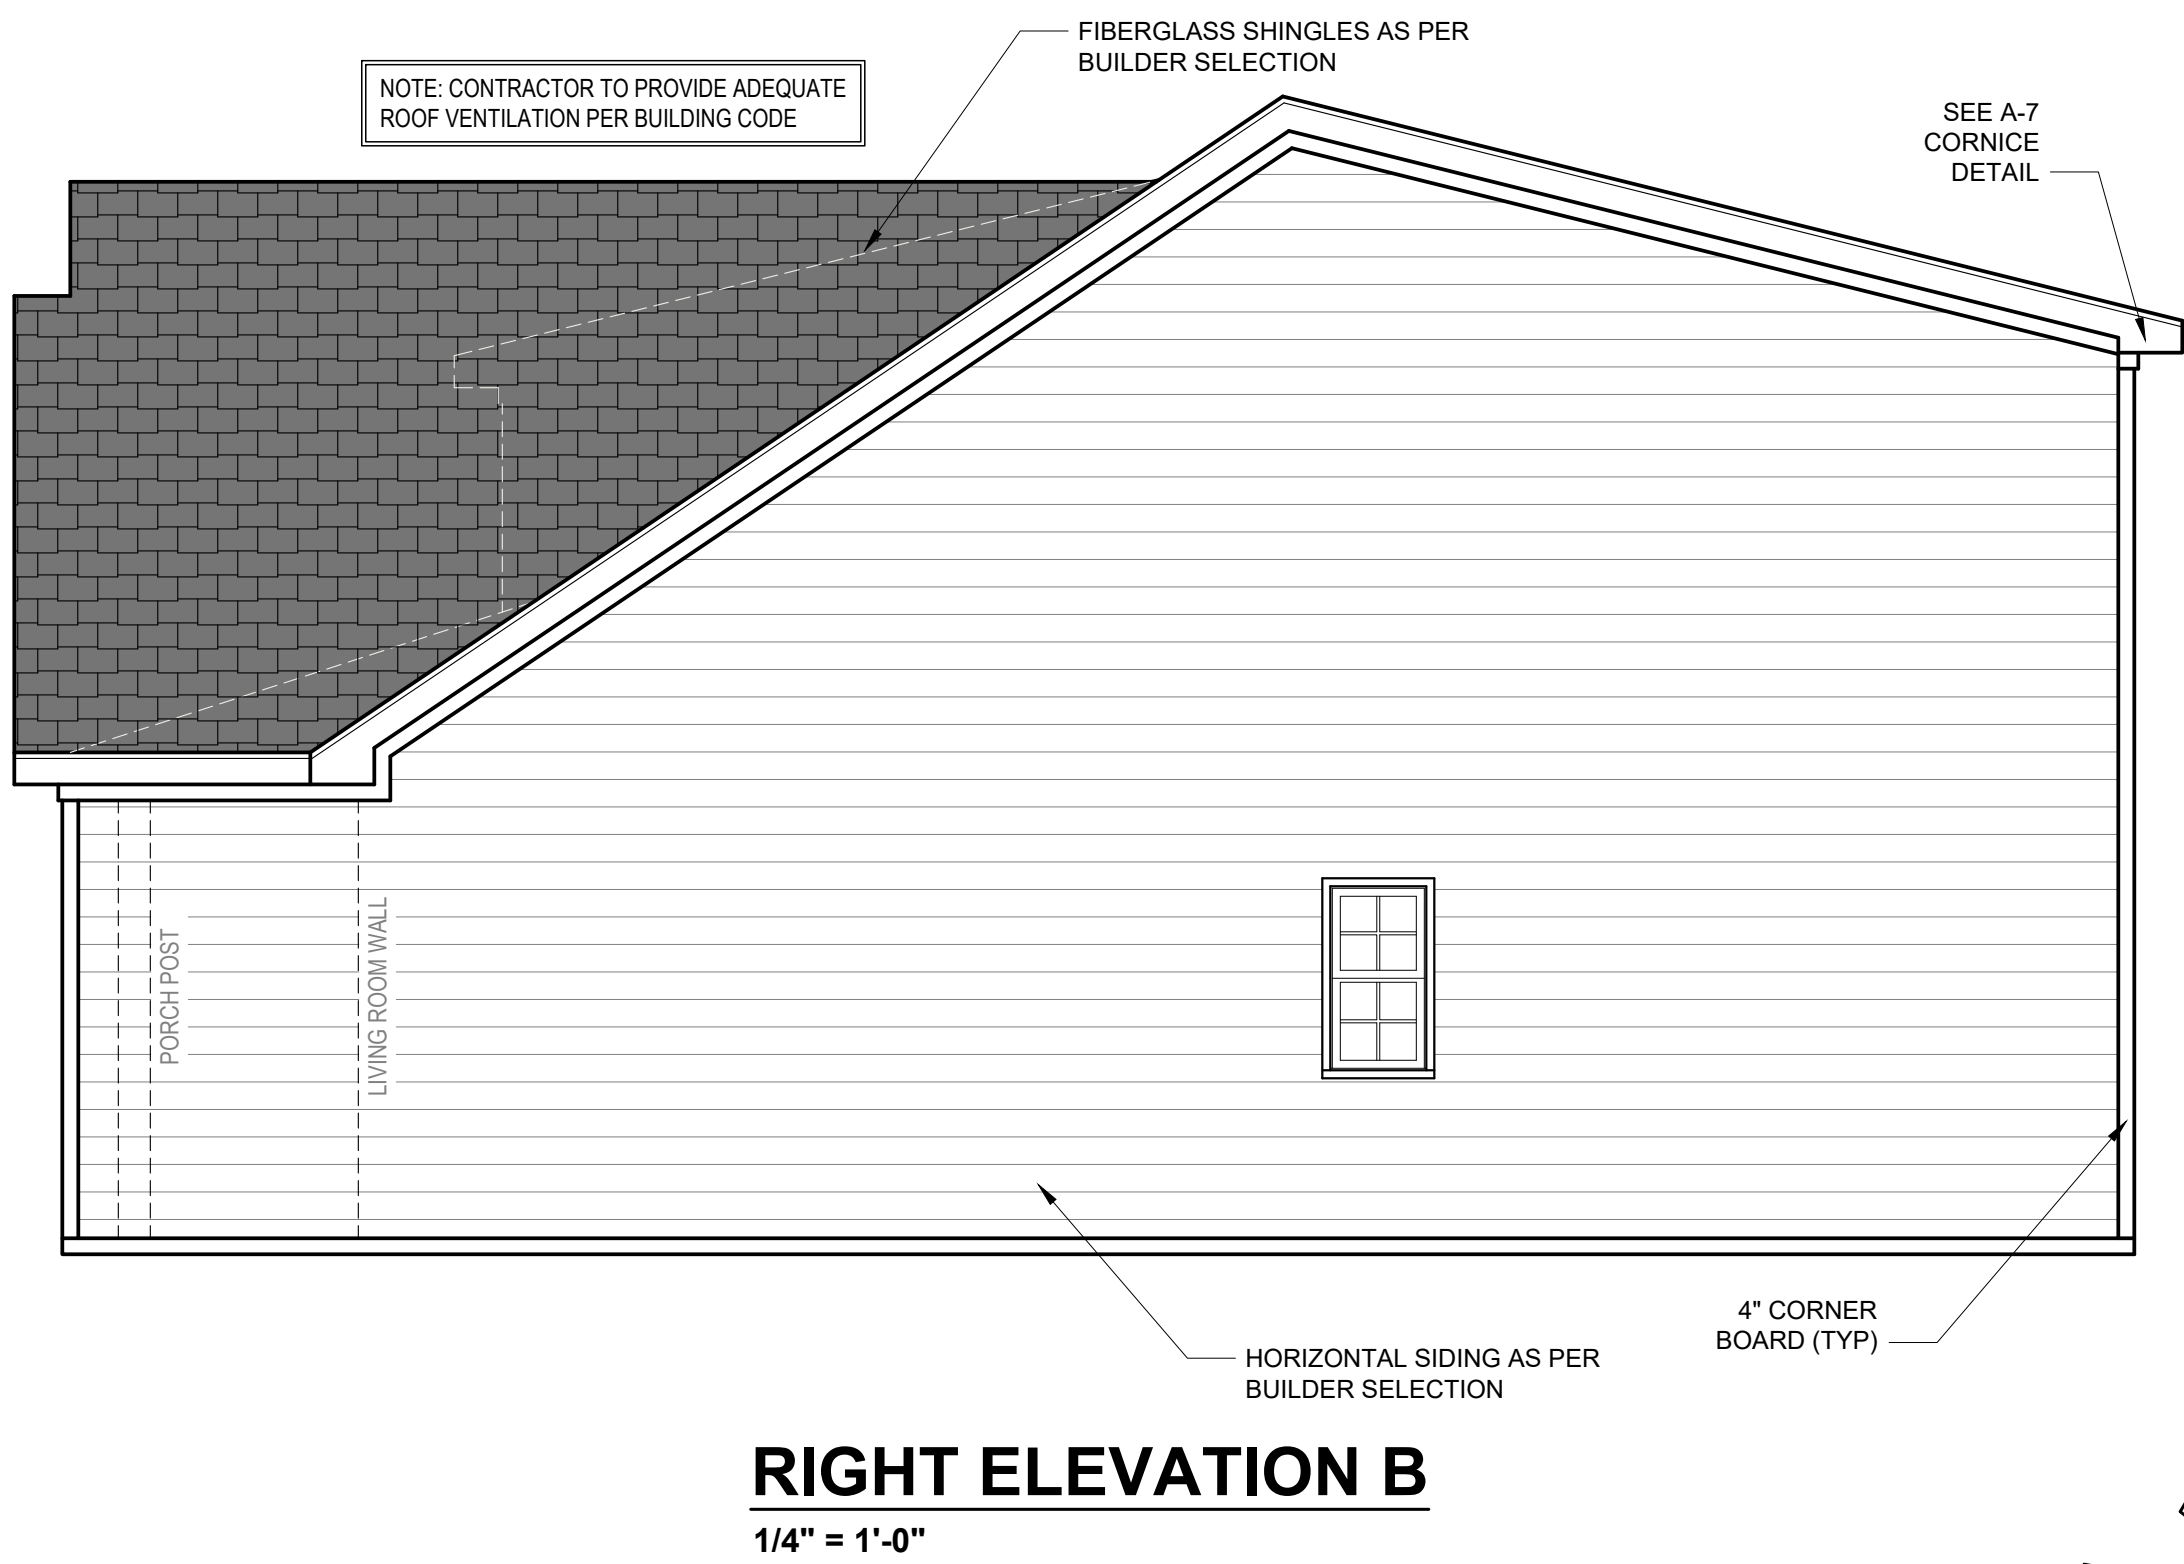 FIBERGLASS SHINGLES AS PER
BUILDER SELECTION
NOTE: CONTRACTOR TO PROVIDE ADEQUATE
ROOF VENTILATION PER BUILDING CODE
SEE A-7
CORNICE
DETAIL
PORCH POST
LIVING ROOM WALL
4" CORNER
BOARD (TYP)
HORIZONTAL SIDING AS PER
BUILDER SELECTION
RIGHT ELEVATION B
1/4" = 1'-0"